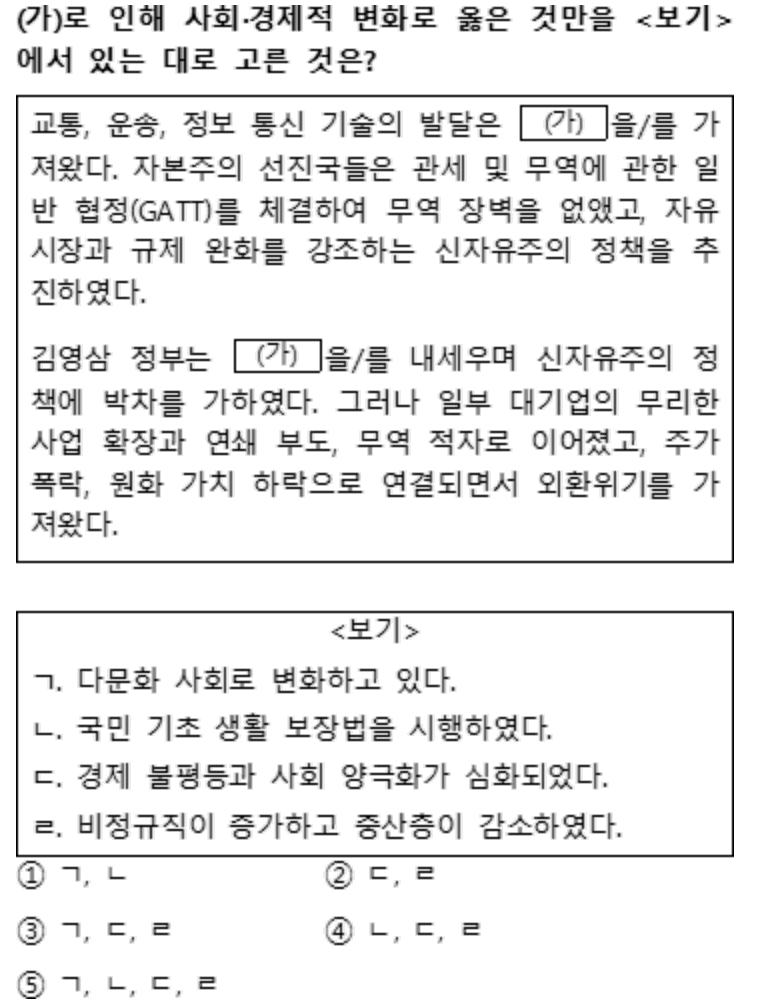 (가)로 인해 사회·경제적 변화로 옳은 것만을 <보기>
에서 있는 대로 고른 것은?
교통, 운송, 정보 통신 기술의 발달은 (가) 을/를 가
져왔다. 자본주의 선진국들은 관세 및 무역에 관한 일
반 협정(GATT)를 체결하여 무역 장벽을 없앴고, 자유
시장과 규제 완화를 강조하는 신자유주의 정책을 추
진하였다.
김영삼 정부는 (가) 을/를 내세우며 신자유주의 정
책에 박차를 가하였다. 그러나 일부 대기업의 무리한
사업 확장과 연쇄 부도, 무역 적자로 이어졌고, 주가
폭락, 원화 가치 하락으로 연결되면서 외환위기를 가
져왔다.
<보기>
ㄱ. 다문화 사회로 변화하고 있다.
ㄴ. 국민 기초 생활 보장법을 시행하였다.
ㄷ. 경제 불평등과 사회 양극화가 심화되었다.
ㄹ. 비정규직이 증가하고 중산층이 감소하였다.
① ㄱ, ㄴ ② ㄷ, ㄹ
③ ㄱ, ㄷ, ㄹ ④ ㄴ, ㄷ, ㄹ
⑤ ㄱ, ㄴ, ㄷ, ㄹ